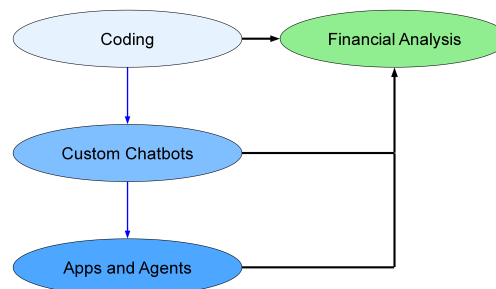 Coding
Financial Analysis
Custom Chatbots
Apps and Agents